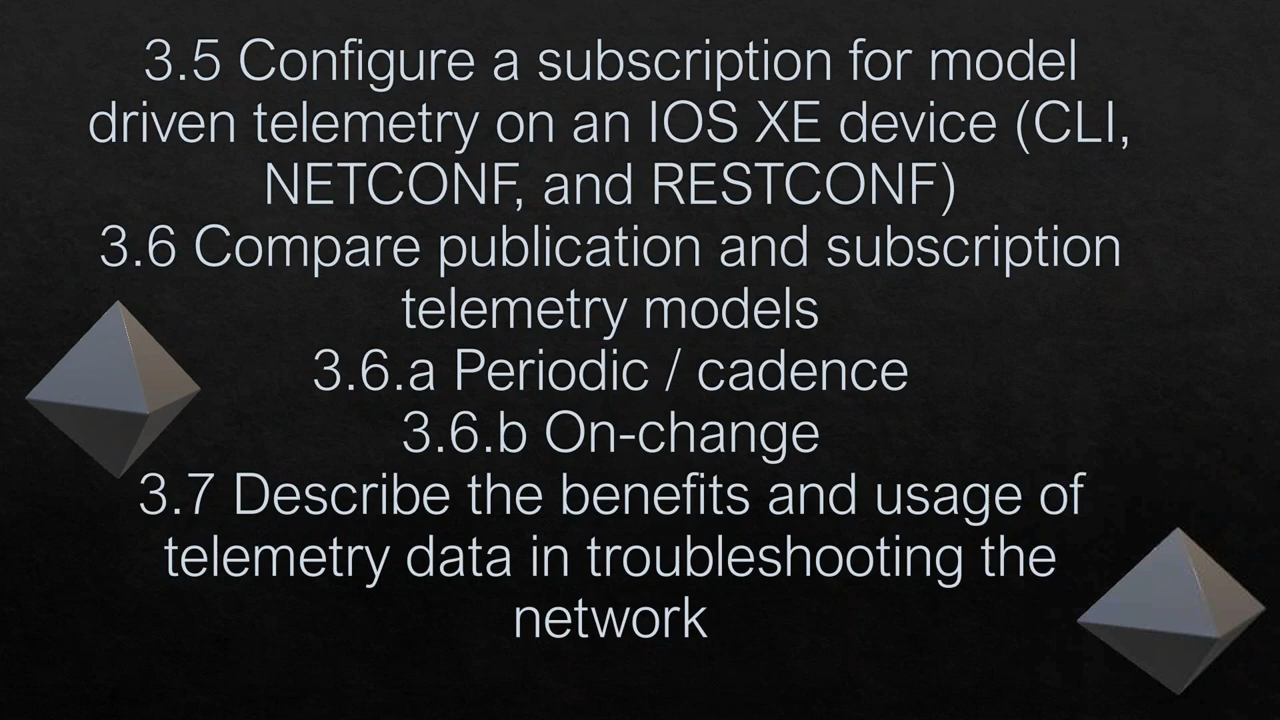 3.5 Configure a subscription for model
driven telemetry on an IOS XE device (CLI,
NETCONF, and RESTCONF)
3.6 Compare publication and subscription
telemetry models
3.6.a Periodic / cadence
3.6.b On-change
3.7 Describe the benefits and usage of
telemetry data in troubleshooting the
network